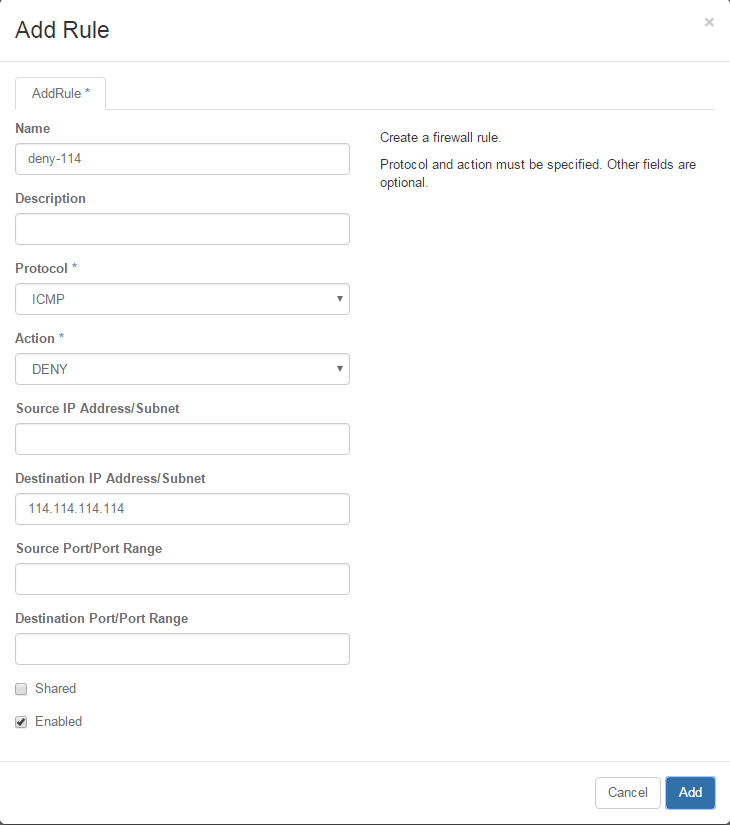 Add Rule
×
AddRule *
Name
deny-114
Description
Protocol *
ICMP
Action *
DENY
Source IP Address/Subnet
Destination IP Address/Subnet
114.114.114.114
Source Port/Port Range
Destination Port/Port Range
Shared
Enabled
Create a firewall rule.
Protocol and action must be specified. Other fields are
optional.
Cancel
Add